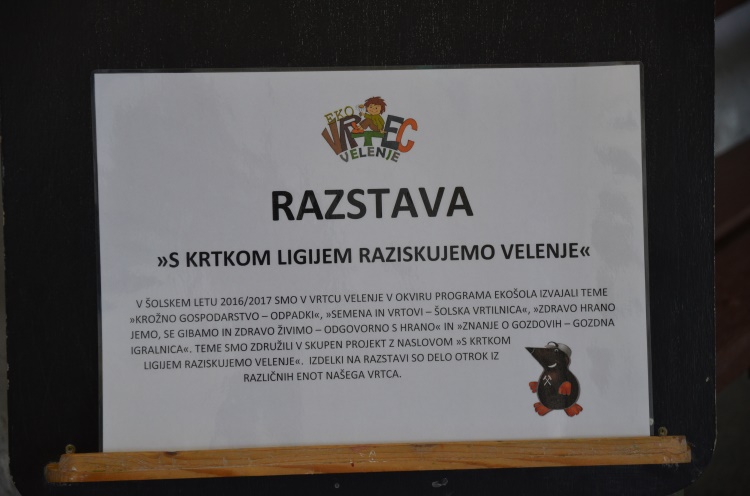 EKO
VRTEC
VELENJE
RAZSTAVA
»S KRTKOM LIGIJEM RAZISKUJEMO VELENJE«
V ŠOLSKEM LETU 2016/2017 SMO V VRTCU VELENJE V OKVIRU PROGRAMA EKOŠOLA IZVAJALI TEME
»KROŽNO GOSPODARSTVO – ODPADKI«, »SEMENA IN VRTOVI – ŠOLSKA VRTILNICA«, »ZDRAVO HRANO
JEMO, SE GIBAMO IN ZDRAVO ŽIVIMO – ODGOVORNO S HRANO« IN »ZNANJE O GOZDOVIH – GOZDNA
IGRALNICA«. TEME SMO ZDRUŽILI V SKUPEN PROJEKT Z NASLOVOM »S KRTKOM
LIGIJEM RAZISKUJEMO VELENJE«. IZDELKI NA RAZSTAVI SO DELO OTROK IZ
RAZLIČNIH ENOT NAŠEGA VRTCA.